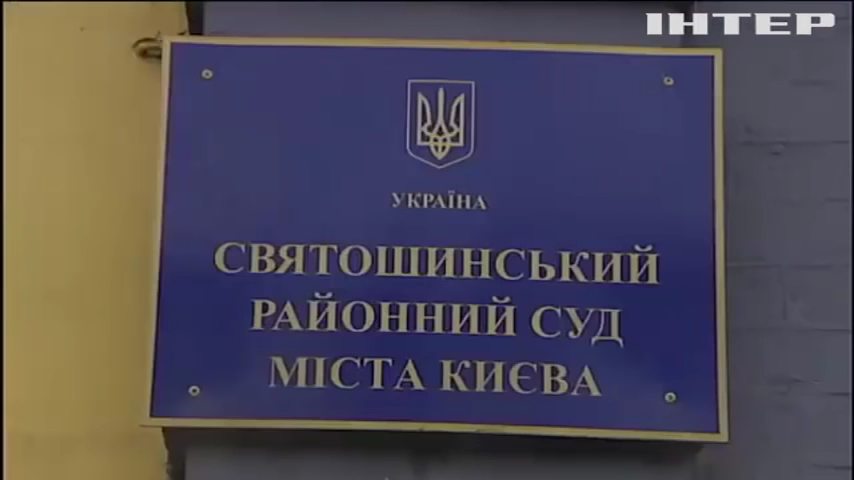 ІНТЕР
УКРАЇНА
СВЯТОШИНСЬКИЙ
РАЙОННИЙ СУД
МІСТА КИЄВА